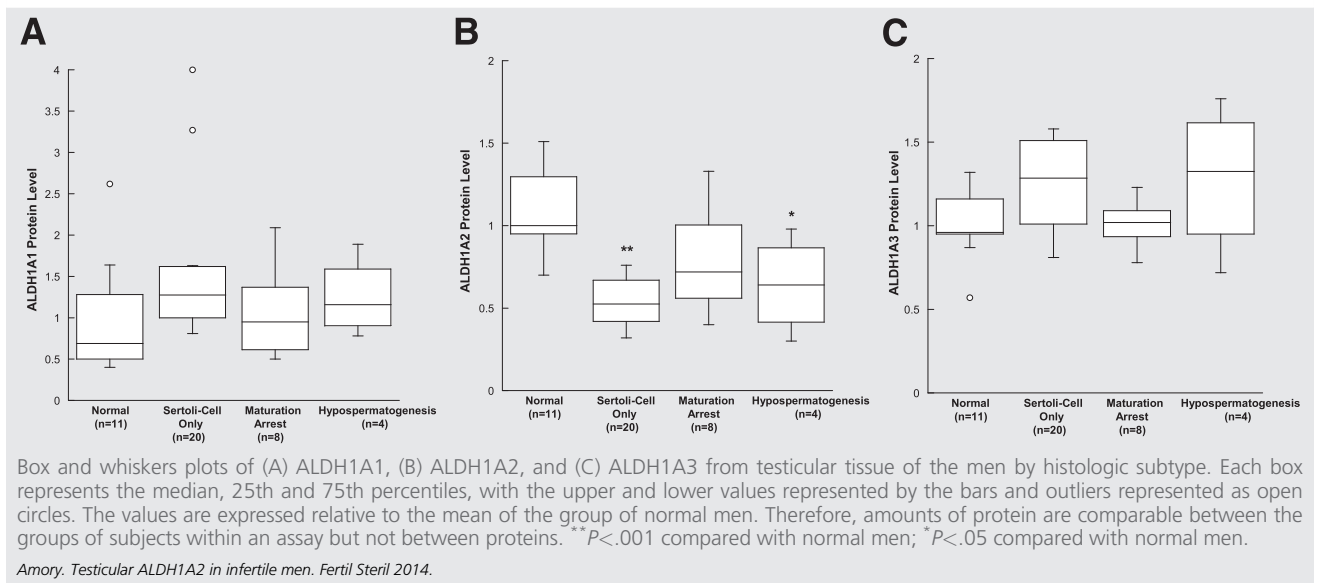 A
B
C
ALDH1A1 Protein Level
4
3.5
3
2.5
2
1.5
1
0.5
0
Normal
(n=11)
Sertoli-Cell
Only
(n=20)
Maturation
Arrest
(n=8)
Hypospermatogenesis
(n=4)
ALDH1A2 Protein Level
2
1.5
1
0.5
0
**
*
Normal
(n=11)
Sertoli-Cell
Only
(n=20)
Maturation
Arrest
(n=8)
Hypospermatogenesis
(n=4)
ALDH1A3 Protein Level
2
1.5
1
0.5
0
Normal
(n=11)
Sertoli-Cell
Only
(n=20)
Maturation
Arrest
(n=8)
Hypospermatogenesis
(n=4)
Box and whiskers plots of (A) ALDH1A1, (B) ALDH1A2, and (C) ALDH1A3 from testicular tissue of the men by histologic subtype. Each box
represents the median, 25th and 75th percentiles, with the upper and lower values represented by the bars and outliers represented as open
circles. The values are expressed relative to the mean of the group of normal men. Therefore, amounts of protein are comparable between the
groups of subjects within an assay but not between proteins. **P<.001 compared with normal men; *P<.05 compared with normal men.
Amory. Testicular ALDH1A2 in infertile men. Fertil Steril 2014.